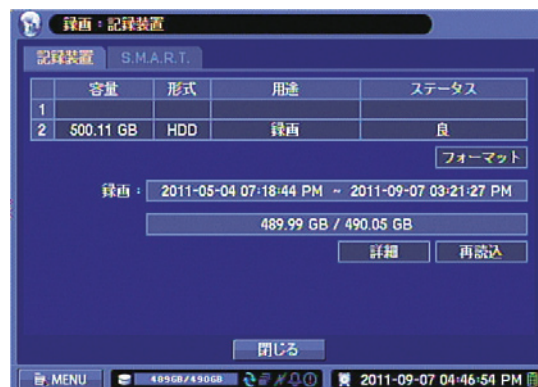 録画：記録装置
記録装置 S.M.A.R.T.
容量 形式 用途 ステータス
1
2 500.11 GB HDD 録画 良
フォーマット
録画： 2011-05-04 07:18:44 PM ~ 2011-09-07 03:21:27 PM
489.99 GB / 490.05 GB
詳細 再読込
閉じる
MENU 489GB/490GB 2011-09-07 04:46:54 PM